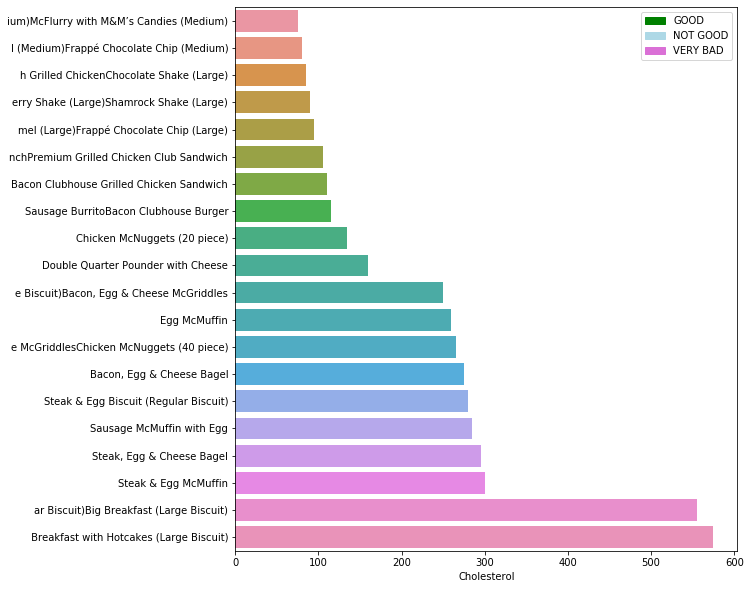 ium)McFlurry with M&M’s Candies (Medium)
l (Medium)Frappé Chocolate Chip (Medium)
h Grilled ChickenChocolate Shake (Large)
erry Shake (Large)Shamrock Shake (Large)
mel (Large)Frappé Chocolate Chip (Large)
nchPremium Grilled Chicken Club Sandwich
Bacon Clubhouse Grilled Chicken Sandwich
Sausage BurritoBacon Clubhouse Burger
Chicken McNuggets (20 piece)
Double Quarter Pounder with Cheese
e Biscuit)Bacon, Egg & Cheese McGriddles
Egg McMuffin
e McGriddlesChicken McNuggets (40 piece)
Bacon, Egg & Cheese Bagel
Steak & Egg Biscuit (Regular Biscuit)
Sausage McMuffin with Egg
Steak, Egg & Cheese Bagel
Steak & Egg McMuffin
ar Biscuit)Big Breakfast (Large Biscuit)
Breakfast with Hotcakes (Large Biscuit)
GOOD
NOT GOOD
VERY BAD
0 100 200 300 400 500 600
Cholesterol